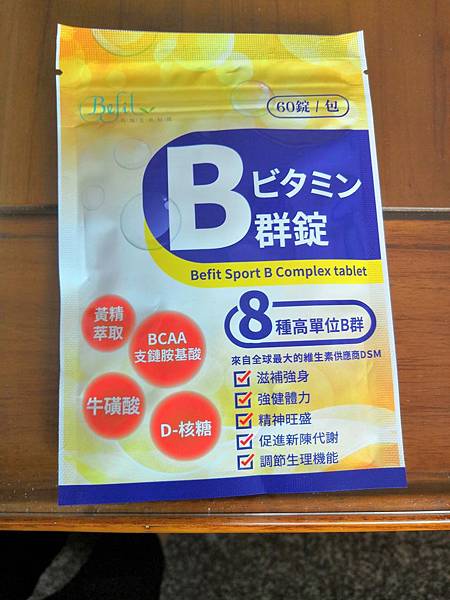 Befit
60錠/包
B ビタミン
群錠
Befit Sport B Complex tablet
8種高單位B群
來自全球最大的維生素供應商DSM
滋補強身
強健體力
精神旺盛
促進新陳代謝
調節生理機能
黃精
萃取
BCAA
支鏈胺基酸
牛磺酸
D-核糖